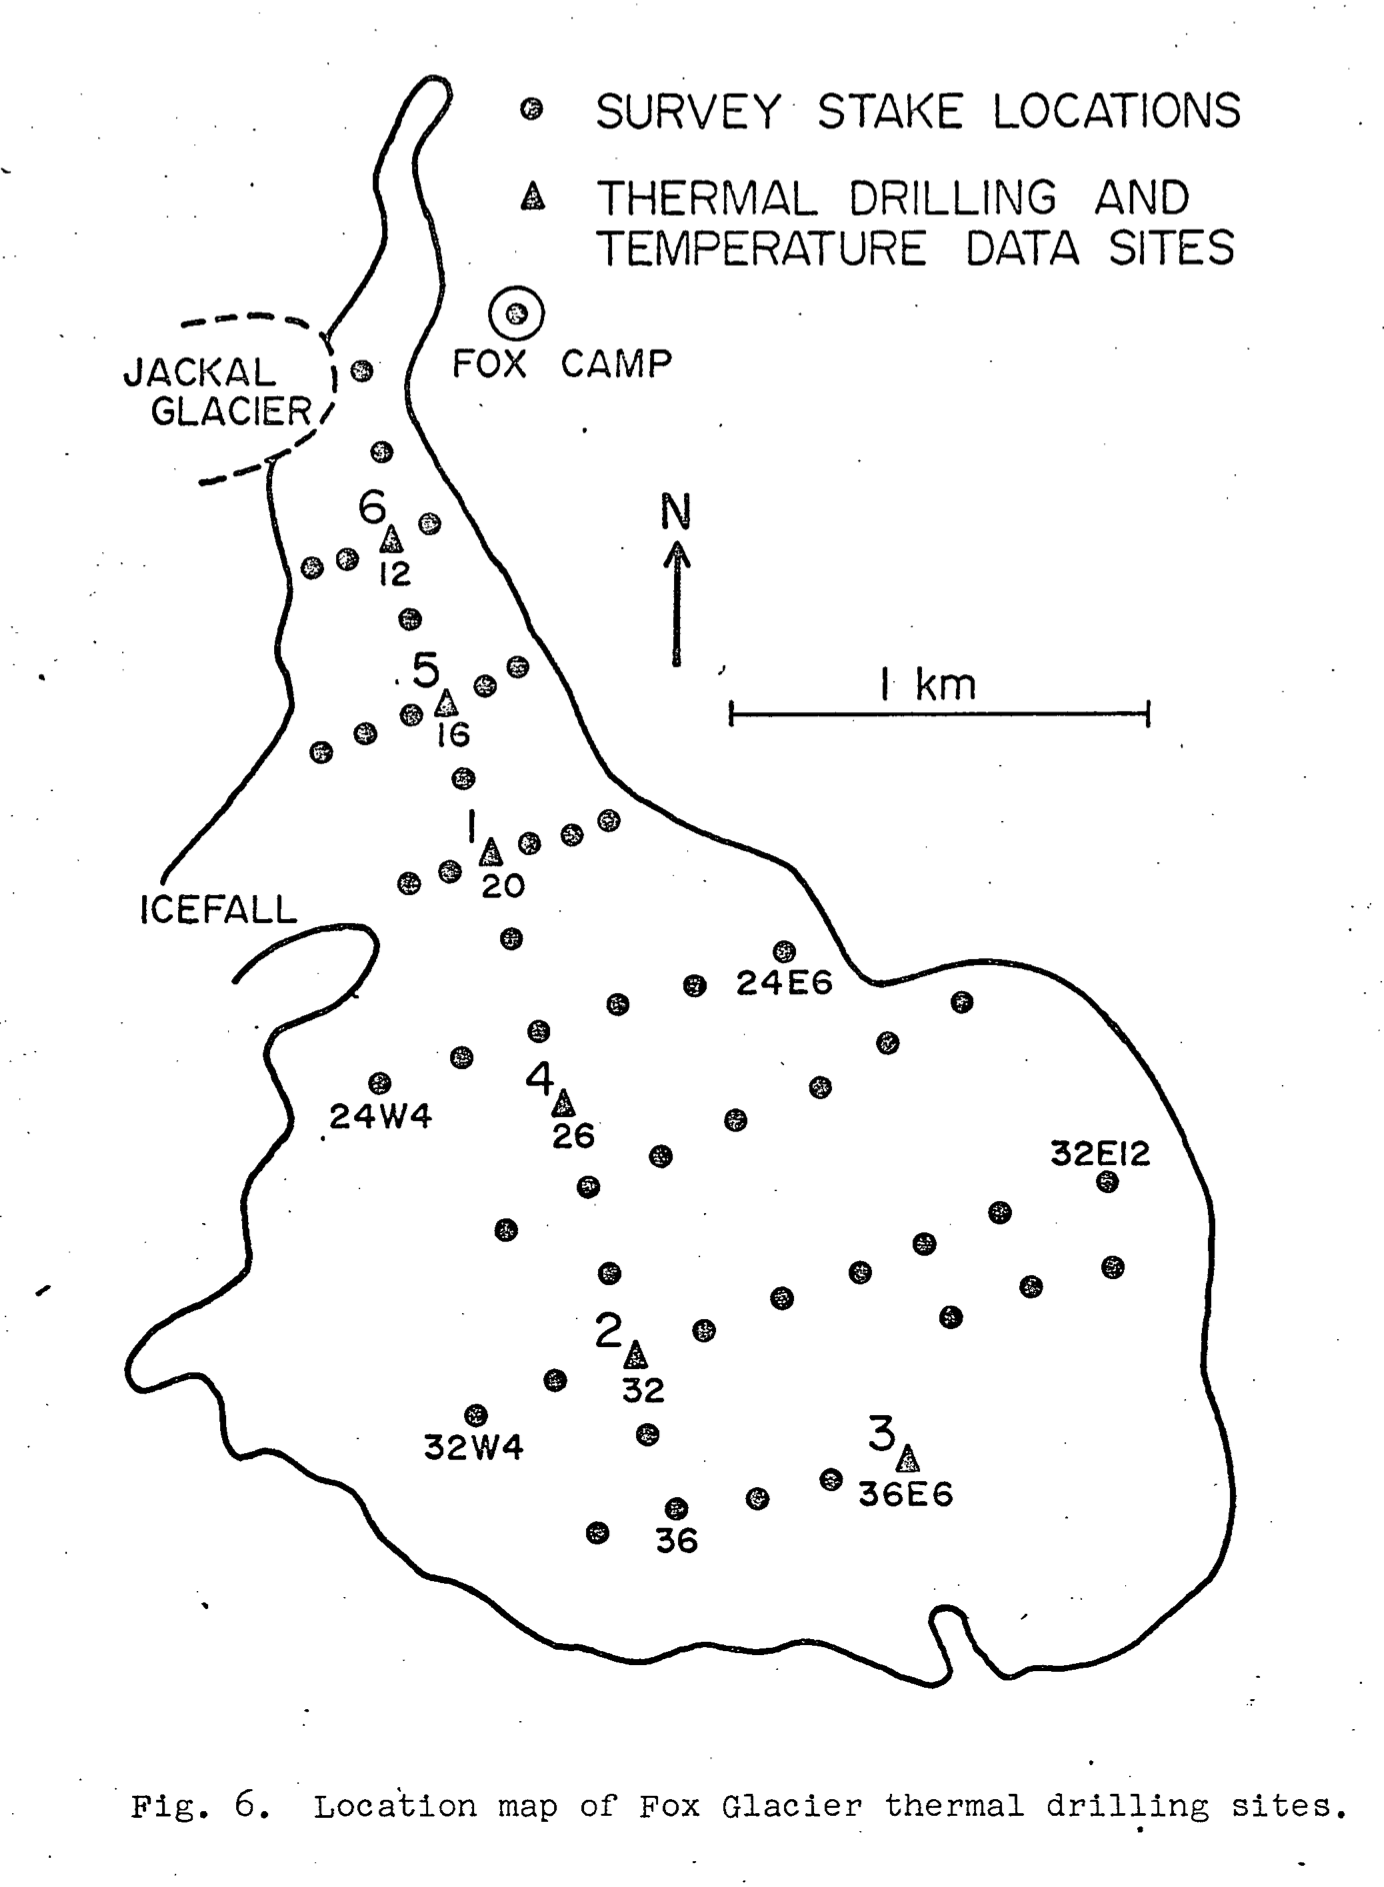 SURVEY STAKE LOCATIONS
THERMAL DRILLING AND
TEMPERATURE DATA SITES
FOX CAMP
JACKAL
GLACIER
6
12
N
5
16
1 km
1
20
ICEFALL
24E6
4
24W4
26
32E12
2
32
32W4
3
36E6
36
Fig. 6. Location map of Fox Glacier thermal drilling sites.